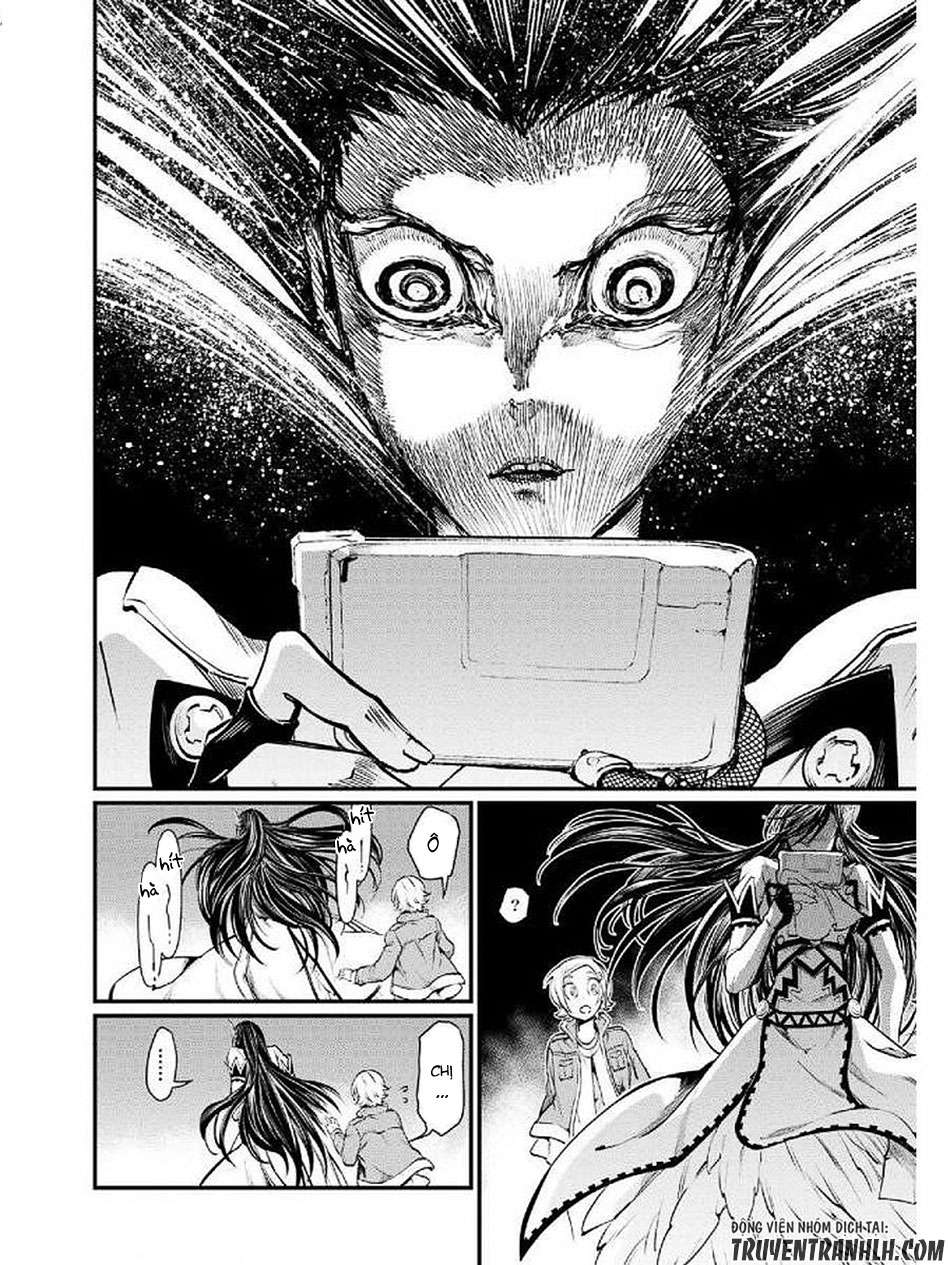 ?
Ô
hít
hà
hít
hà
CHỊ
...
......
ĐỘNG VIÊN NHÓM DỊCH TẠI:
TRUYENTRANHLH.COM